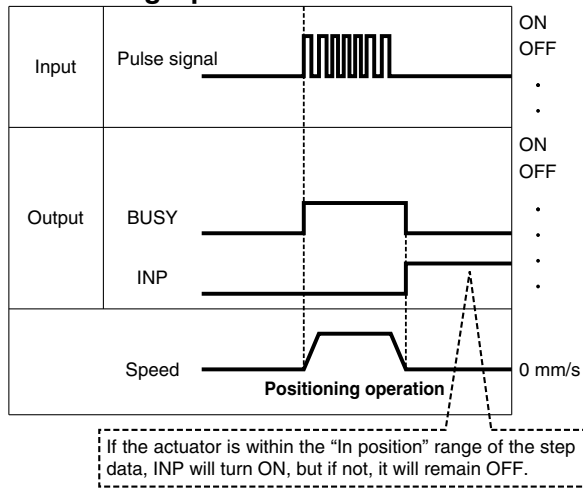 ON
Input
Pulse signal
OFF
ON
OFF
Output
BUSY
INP
Speed
0 mm/s
Positioning operation
If the actuator is within the “In position” range of the step
data, INP will turn ON, but if not, it will remain OFF.